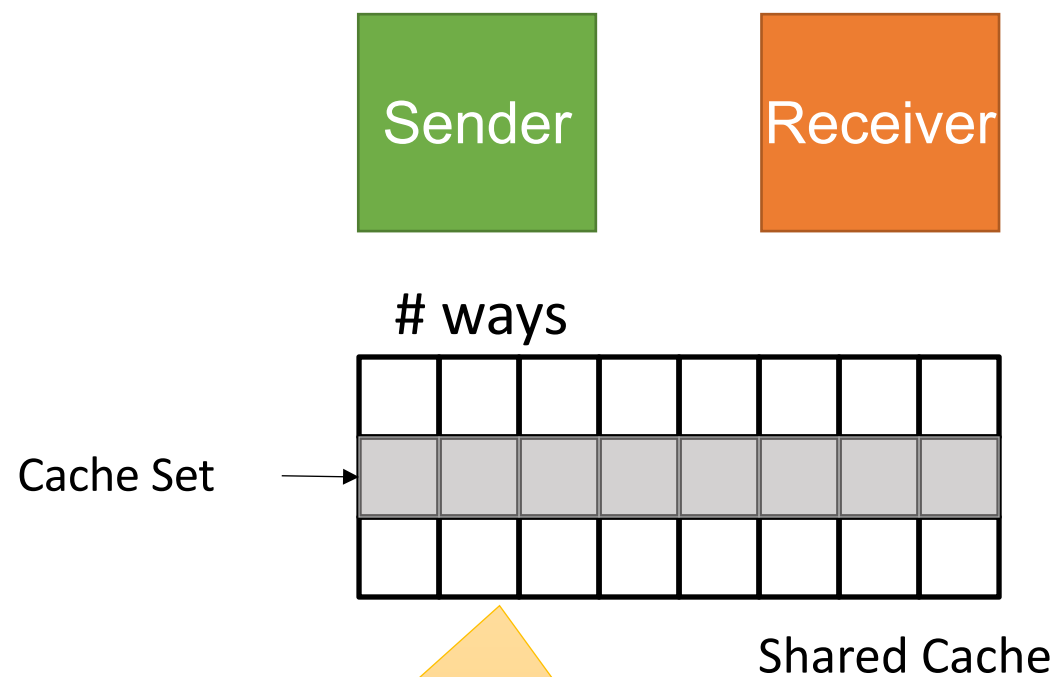 Sender
Receiver
# ways
Cache Set
Shared Cache